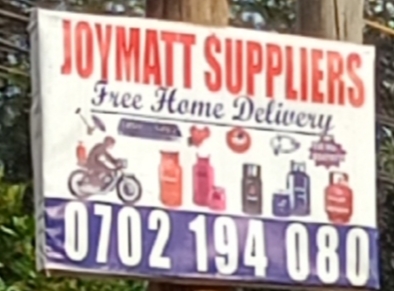 JOYMATT SUPPLIERS
Free Home Delivery
0702 194 080